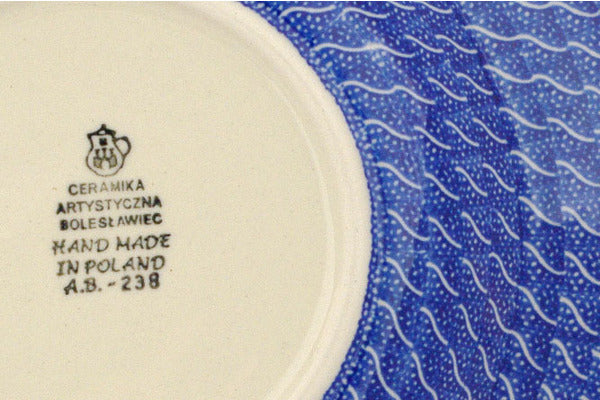 CERAMIKA
ARTYSTYCZNA
BOLESŁAWIEC
HAND MADE
IN POLAND
A.B. - 238